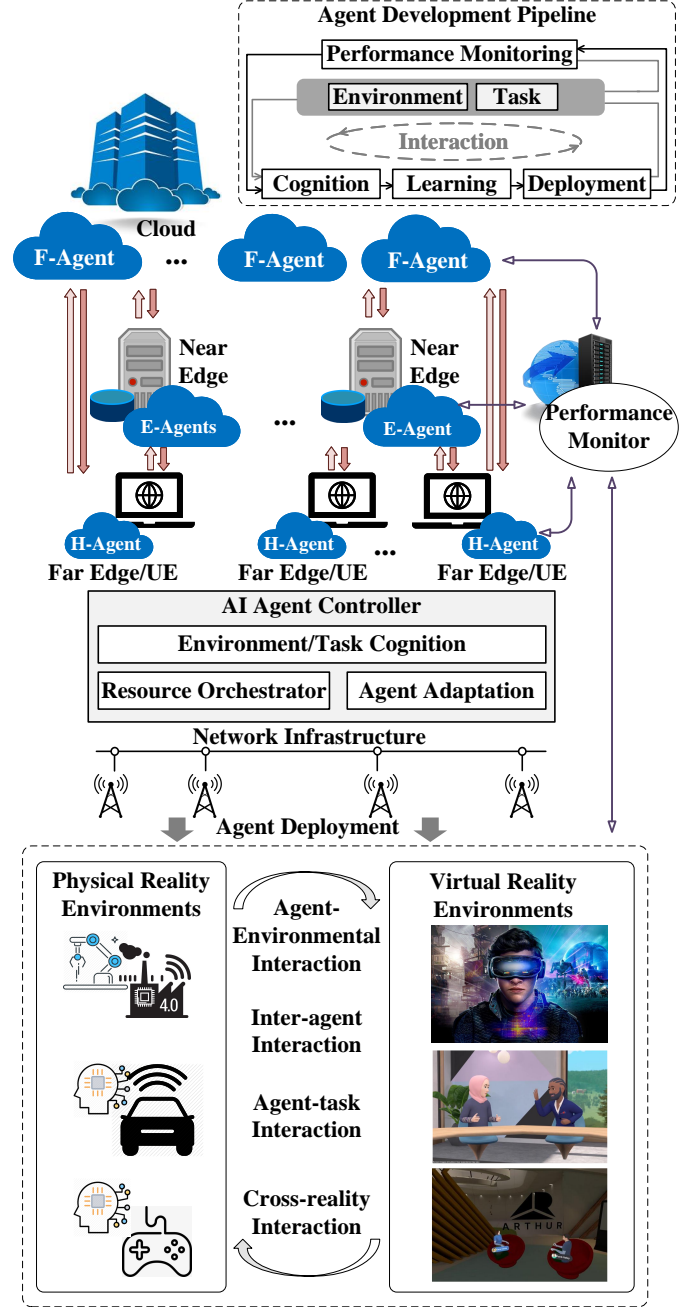 Agent Development Pipeline
Performance Monitoring
Environment
Task
Interaction
Cognition
Learning
Deployment
Cloud
F-Agent
...
F-Agent
F-Agent
Near
Edge
Near
Edge
E-Agents
...
E-Agent
Performance
Monitor
H-Agent
H-Agent
...
H-Agent
Far Edge/UE
Far Edge/UE
Far Edge/UE
AI Agent Controller
Environment/Task Cognition
Resource Orchestrator
Agent Adaptation
Network Infrastructure
Agent Deployment
Physical Reality
Environments
4.0
Agent-
Environmental
Interaction
Inter-agent
Interaction
Agent-task
Interaction
Cross-reality
Interaction
Virtual Reality
Environments
ARTHUR